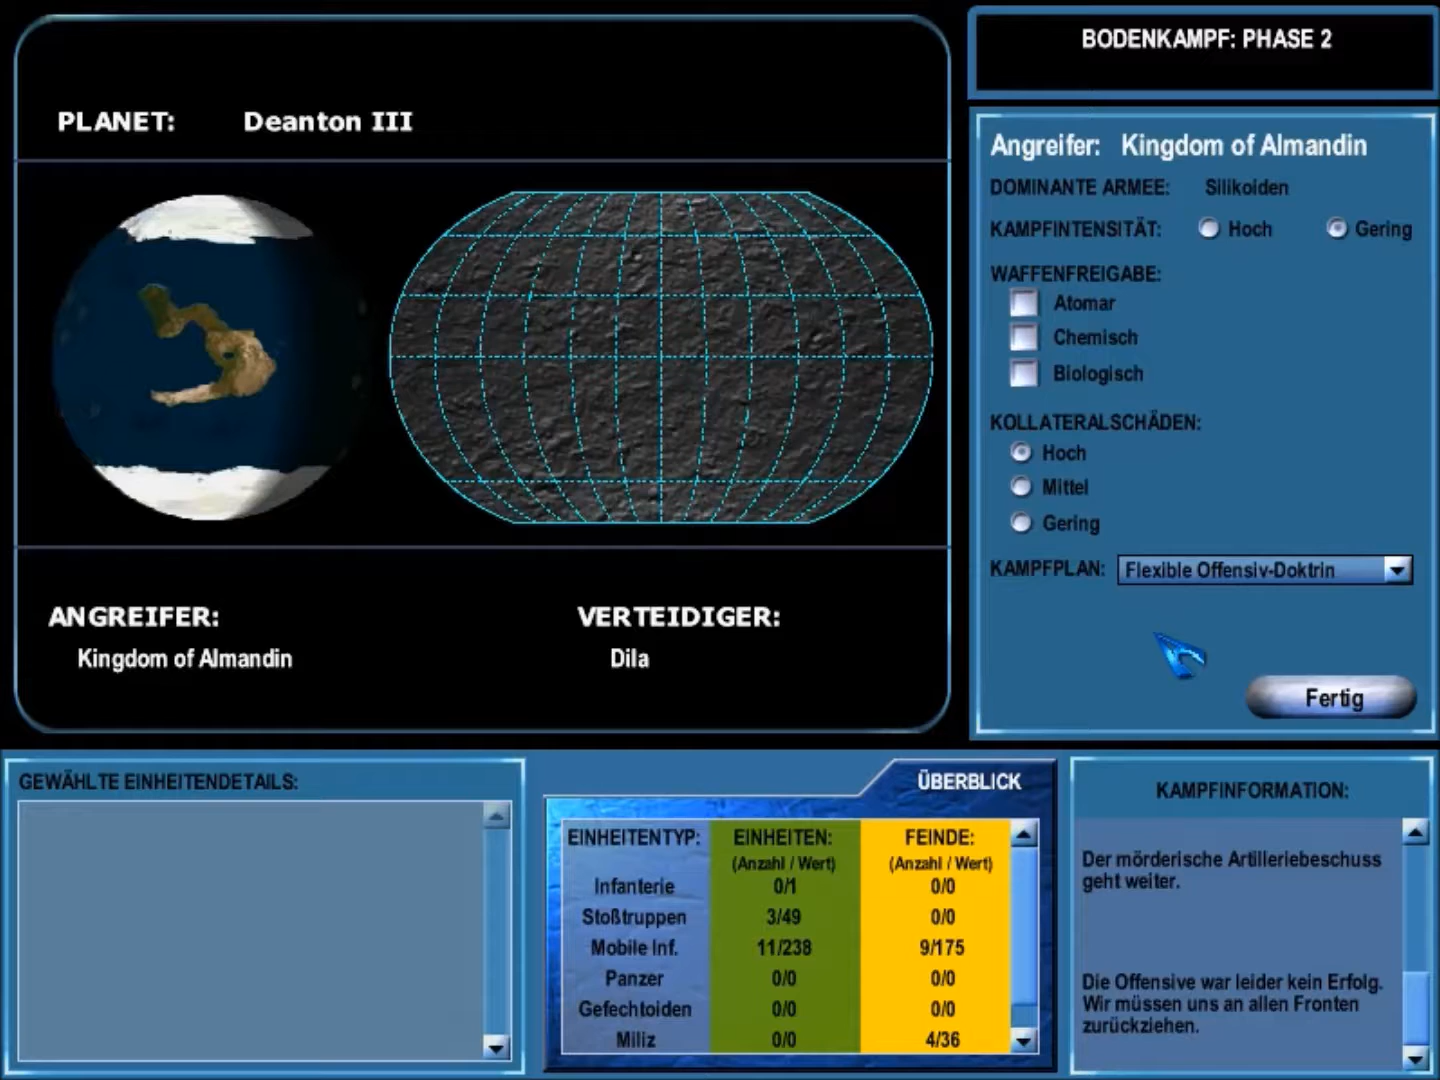 BODENKAMPF: PHASE 2
PLANET: Deanton III
Angreifer: Kingdom of Almandin
DOMINANTE ARMEE: Silikoiden
KAMPFINTENSITÄT: Hoch Gering
WAFFENFREIGABE:
Atomar
Chemisch
Biologisch
KOLLATERALSCHÄDEN:
Hoch
Mittel
Gering
KAMPFPLAN: Flexible Offensiv-Doktrin
Fertig
ANGREIFER: VERTEIDIGER:
Kingdom of Almandin Dila
GEWÄHLTE EINHEITENDETAILS:
ÜBERBLICK
EINHEITENTYP: EINHEITEN: FEINDE:
(Anzahl / Wert) (Anzahl / Wert)
Infanterie 0/1 0/0
Stoßtruppen 3/49 0/0
Mobile Inf. 11/238 9/175
Panzer 0/0 0/0
Gefechtoiden 0/0 0/0
Miliz 0/0 4/36
KAMPFINFORMATION:
Der mörderische Artilleriebeschuss
geht weiter.
Die Offensive war leider kein Erfolg.
Wir müssen uns an allen Fronten
zurückziehen.